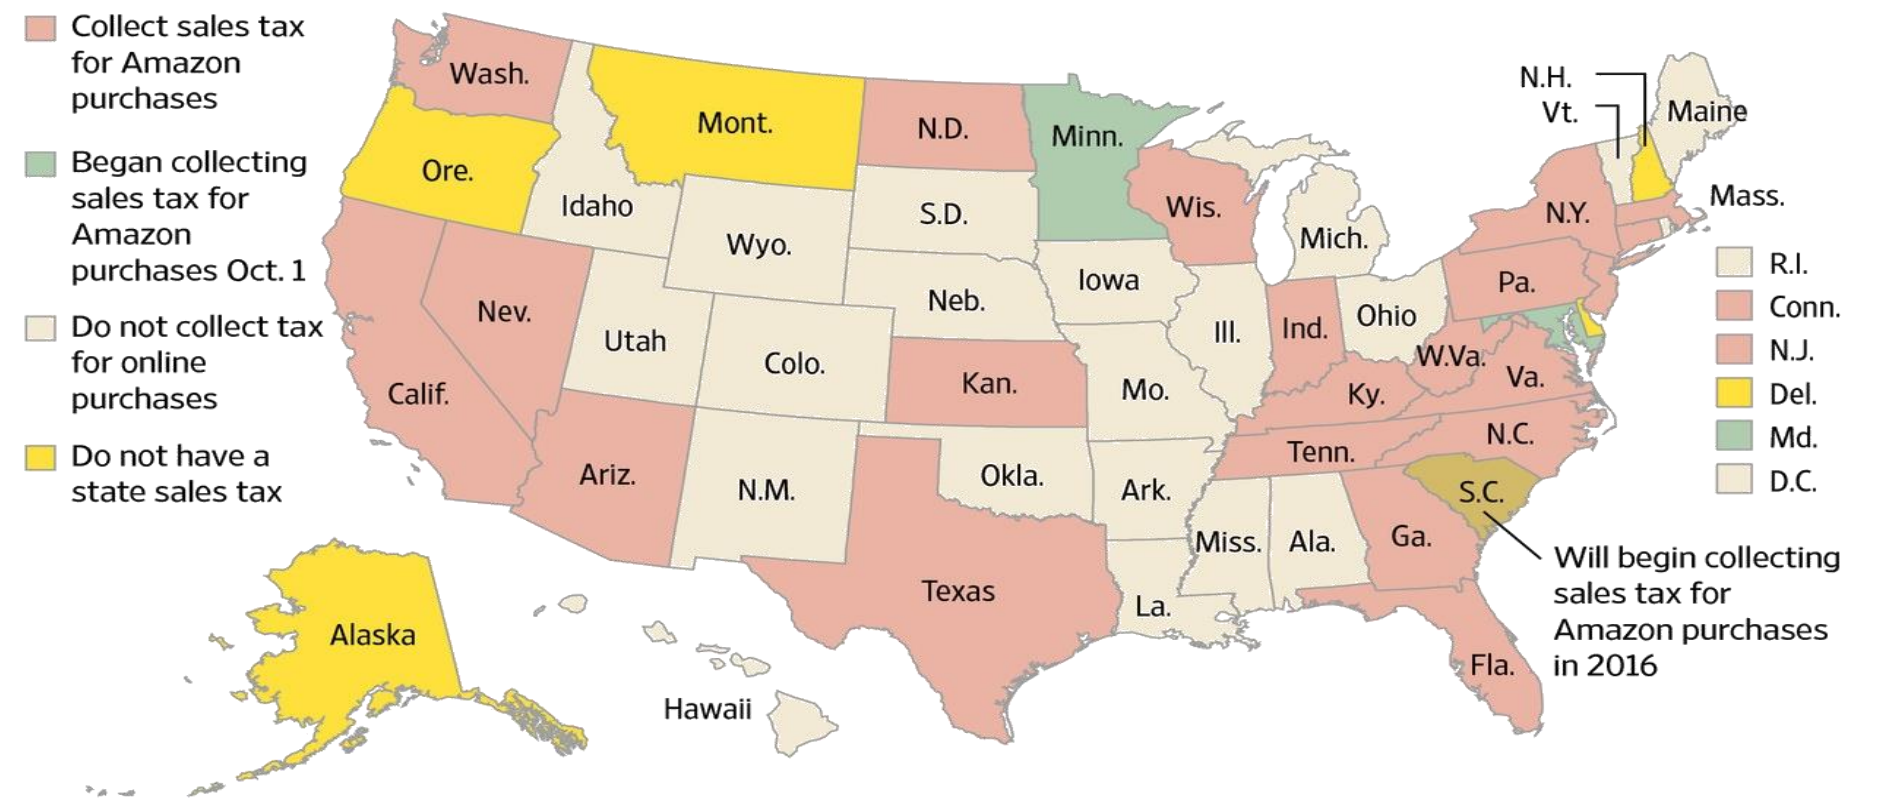 Collect sales tax
for Amazon
purchases
Began collecting
sales tax for
Amazon
purchases Oct. 1
Do not collect tax
for online
purchases
Do not have a
state sales tax
Wash.
Ore.
Mont.
Idaho
Wyo.
N.D.
S.D.
Minn.
Wis.
Mich.
Neb.
Iowa
Nev.
Utah
Colo.
Calif.
Kan.
Mo.
Ill.
Ind.
Ohio
Ky.
W.Va.
Va.
Pa.
N.Y.
N.H.
Vt.
Maine
Mass.
R.I.
Conn.
N.J.
Del.
Md.
D.C.
Ariz.
N.M.
Okla.
Ark.
Tenn.
N.C.
S.C.
Miss.
Ala.
Ga.
Texas
La.
Fla.
Alaska
Hawaii
Will begin collecting
sales tax for
Amazon purchases
in 2016